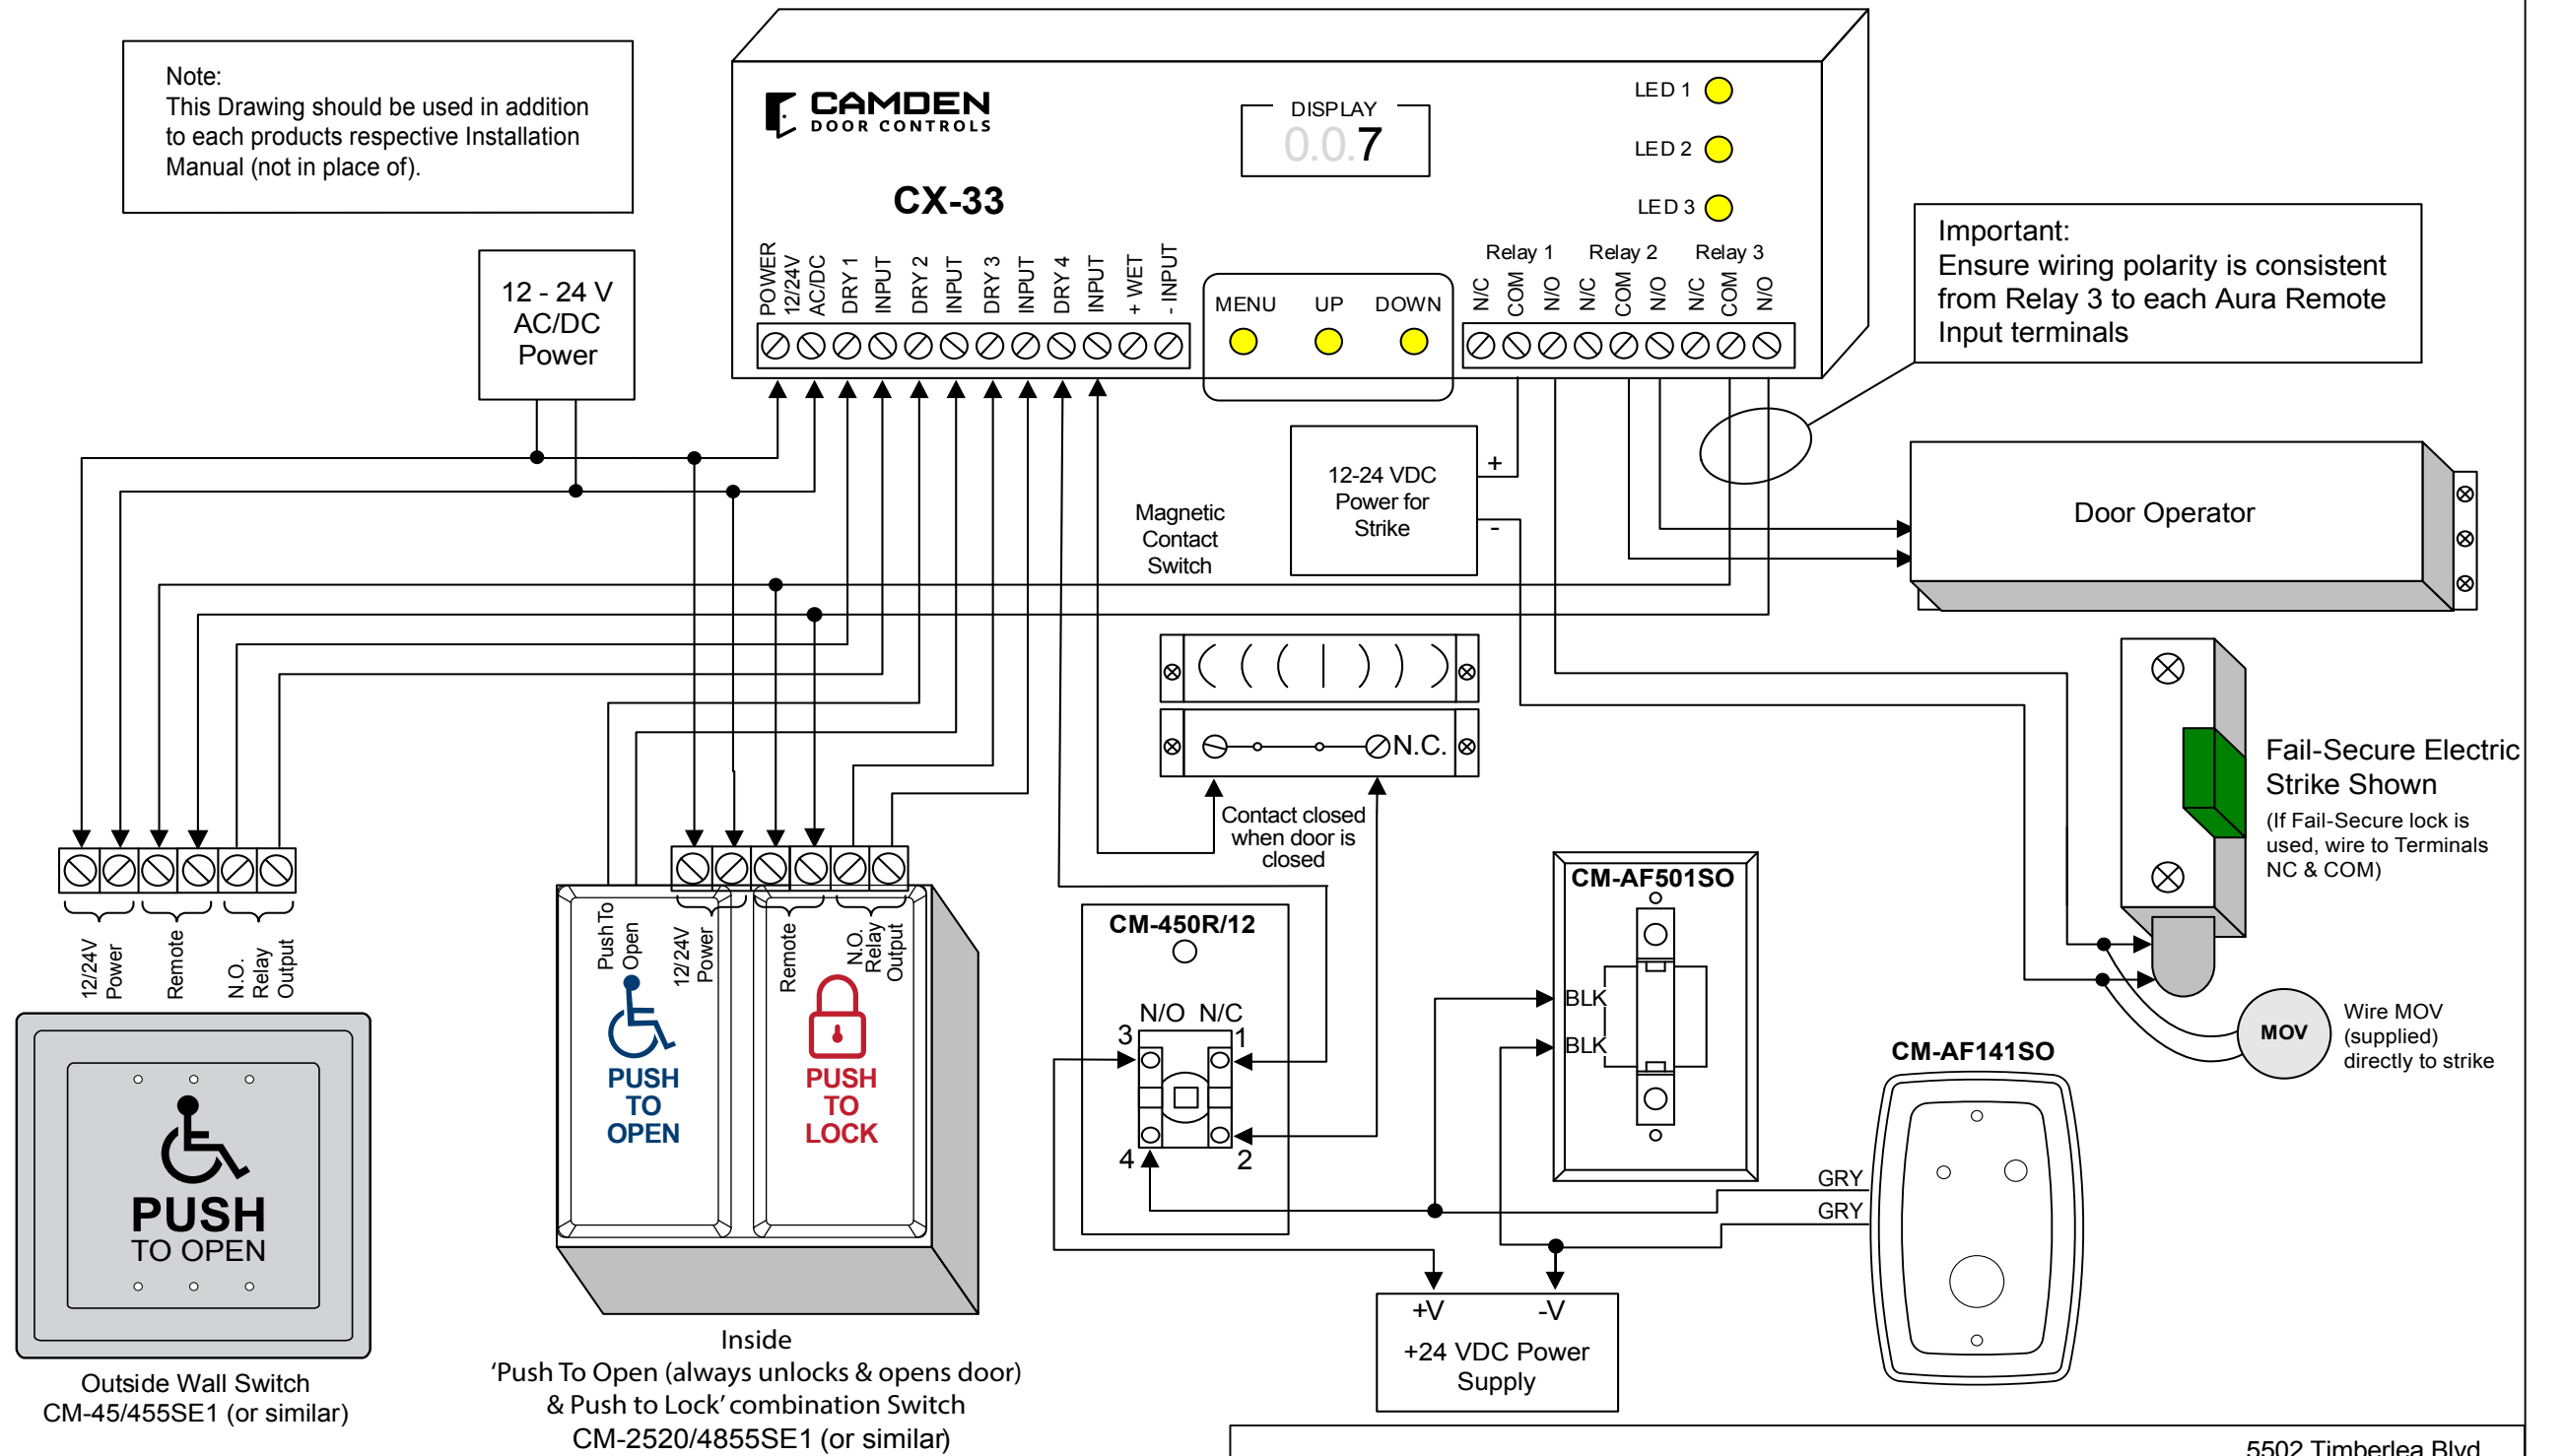 Note:
This Drawing should be used in addition
to each products respective Installation
Manual (not in place of).
CAMDEN
DOOR CONTROLS
CX-33
DISPLAY
0.0.7
LED 1
LED 2
LED 3
POWER
12/24V
AC/DC
DRY 1
INPUT
DRY 2
INPUT
DRY 3
INPUT
DRY 4
INPUT
+ WET
- INPUT
MENU UP DOWN
Relay 1 Relay 2 Relay 3
N/C COM N/O N/C COM N/O N/C COM N/O
Important:
Ensure wiring polarity is consistent
from Relay 3 to each Aura Remote
Input terminals
12 - 24 V
AC/DC
Power
12-24 VDC
Power for
Strike
+
-
Magnetic
Contact
Switch
Door Operator
N.C.
Contact closed
when door is
closed
Fail-Secure Electric
Strike Shown
(If Fail-Secure lock is
used, wire to Terminals
NC & COM)
12/24V
Power
Remote
N.O.
Relay
Output
Push To
Open
12/24V
Power
Remote
N.O.
Relay
Output
PUSH
TO
OPEN
PUSH
TO
LOCK
PUSH
TO OPEN
Outside Wall Switch
CM-45/455SE1 (or similar)
Inside
‘Push To Open (always unlocks & opens door)
& Push to Lock’ combination Switch
CM-2520/4855SE1 (or similar)
CM-450R/12
N/O N/C
3 1
4 2
CM-AF501SO
BLK
BLK
CM-AF141SO
GRY
GRY
MOV
Wire MOV
(supplied)
directly to strike
+V -V
+24 VDC Power
Supply
5502 Timberlea Blvd